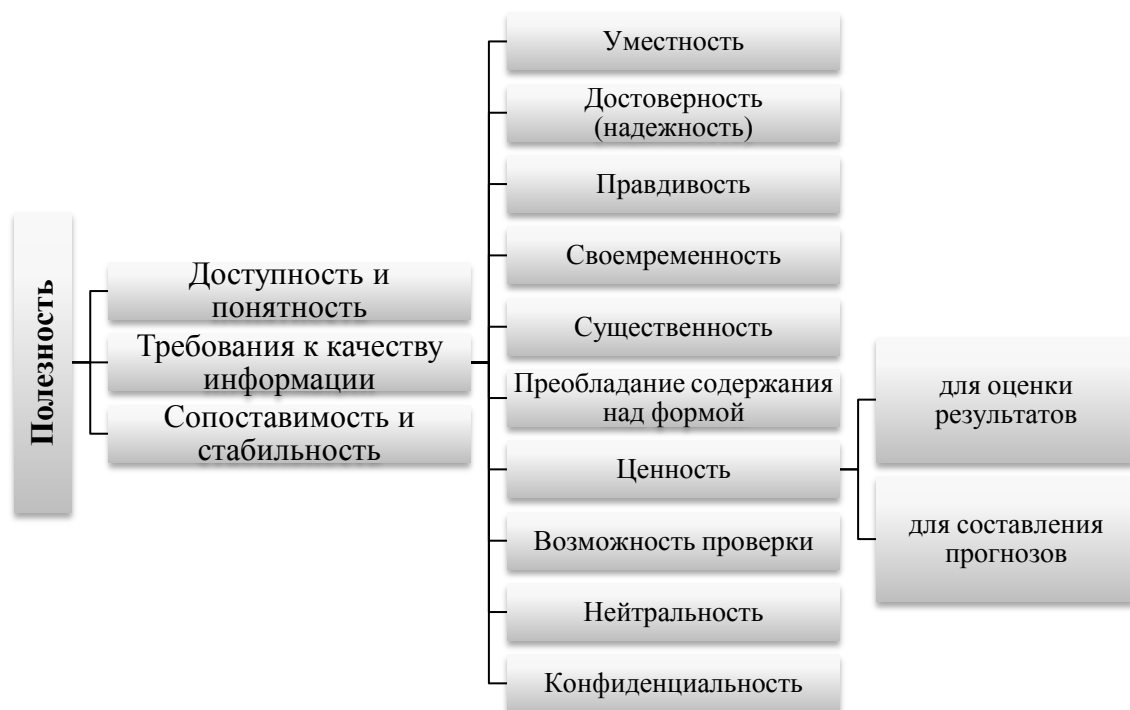 Полезность
Доступность и
понятность
Требования к качеству
информации
Сопоставимость и
стабильность
Уместность
Достоверность
(надежность)
Правдивость
Своемременность
Существенность
Преобладание содержания
над формой
Ценность
Возможность проверки
Нейтральность
Конфиденциальность
для оценки
результатов
для составления
прогнозов